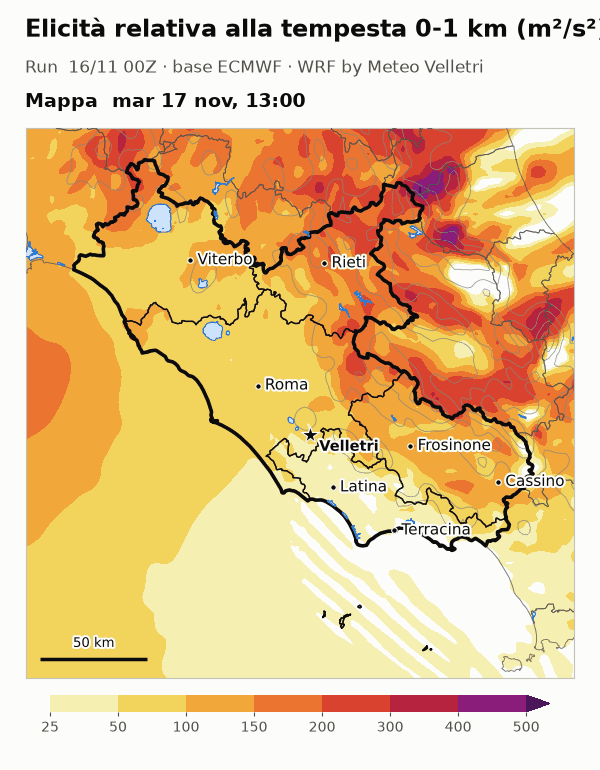 Elicità relativa alla tempesta 0-1 km (m²/s²)
Run  16/11 00Z · base ECMWF · WRF by Meteo Velletri
Mappa  mar 17 nov, 13:00
Viterbo
Rieti
Roma
Velletri
Frosinone
Cassino
Latina
Terracina
50 km
25 50 100 150 200 300 400 500